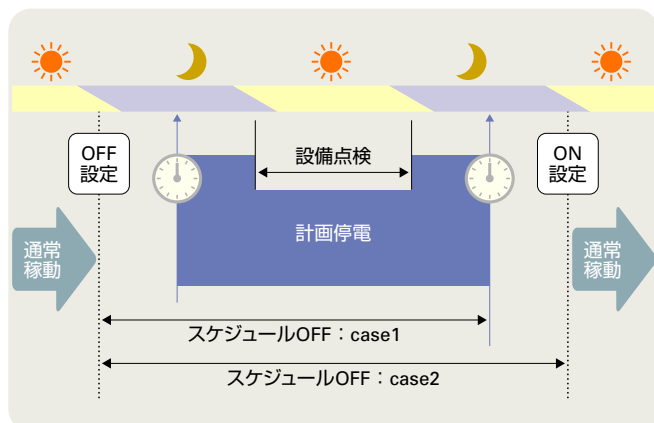 OFF
設定
設備点検
ON
設定
計画停電
通常
稼動
通常
稼動
スケジュールOFF:case1
スケジュールOFF:case2